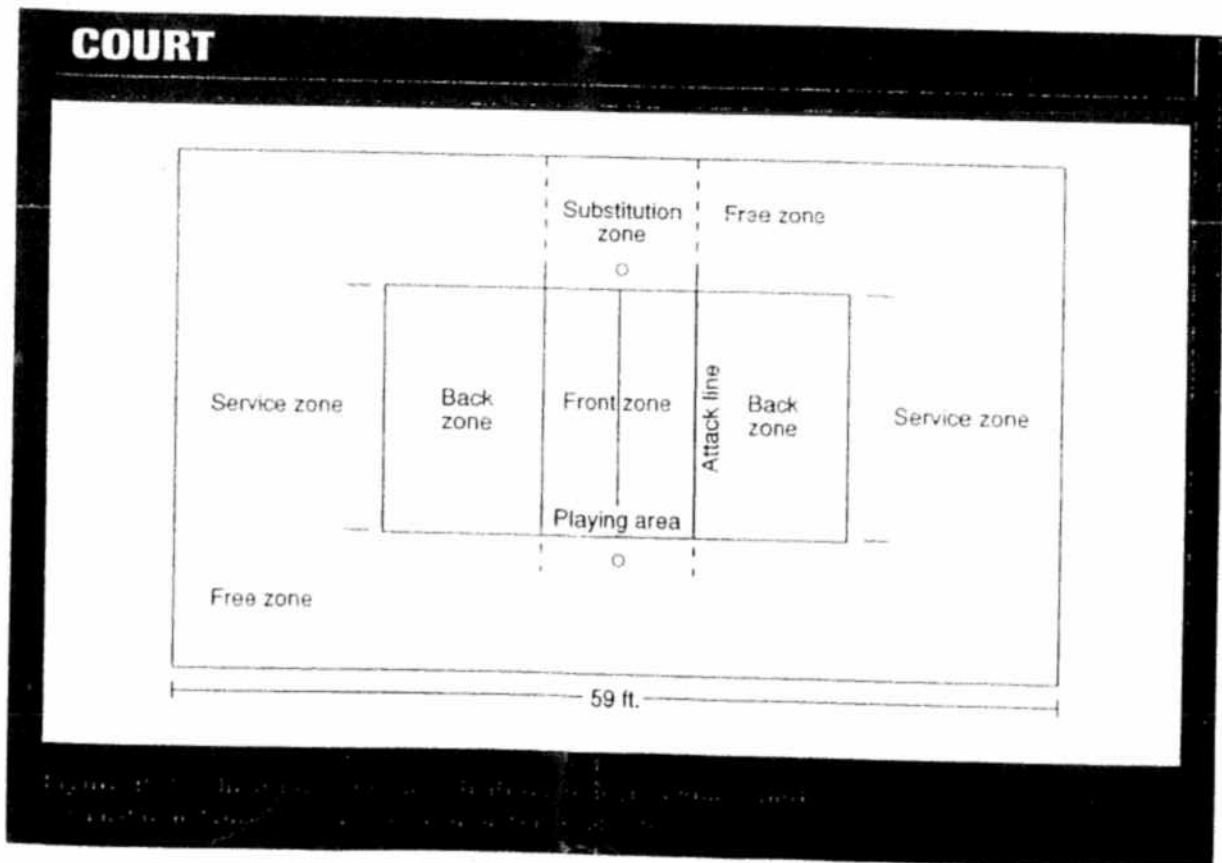 COURT
Substitution
zone
Free zone
Service zone
Back
zone
Front zone
Attack line
Back
zone
Service zone
Playing area
Free zone
59 ft.